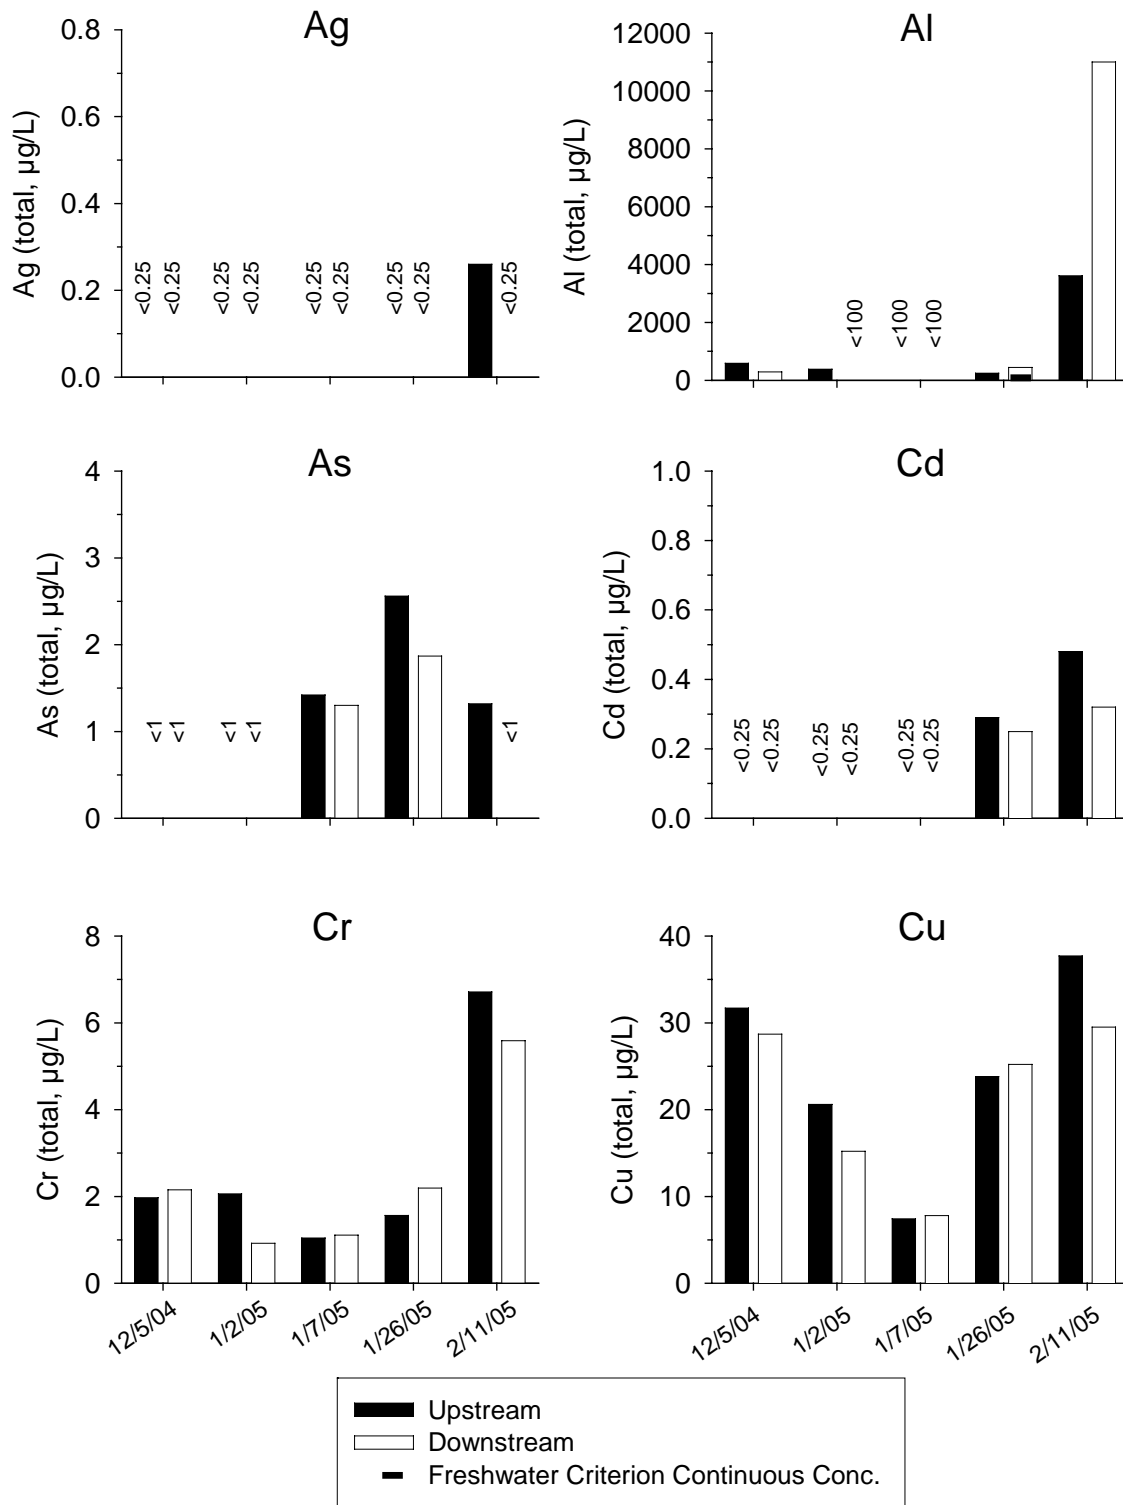 Ag
Ag (total, µg/L)
0.8
0.6
0.4
0.2
0.0
<0.25 <0.25 <0.25 <0.25 <0.25 <0.25 <0.25 <0.25 <0.25
Al
Al (total, µg/L)
12000
10000
8000
6000
4000
2000
0
<100 <100 <100
As
As (total, µg/L)
4
3
2
1
0
<1 <1 <1 <1 <1
Cd
Cd (total, µg/L)
1.0
0.8
0.6
0.4
0.2
0.0
<0.25 <0.25 <0.25 <0.25 <0.25 <0.25
Cr
Cr (total, µg/L)
8
6
4
2
0
12/5/04 1/2/05 1/7/05 1/26/05 2/11/05
Cu
Cu (total, µg/L)
40
30
20
10
0
12/5/04 1/2/05 1/7/05 1/26/05 2/11/05
Upstream
Downstream
Freshwater Criterion Continuous Conc.